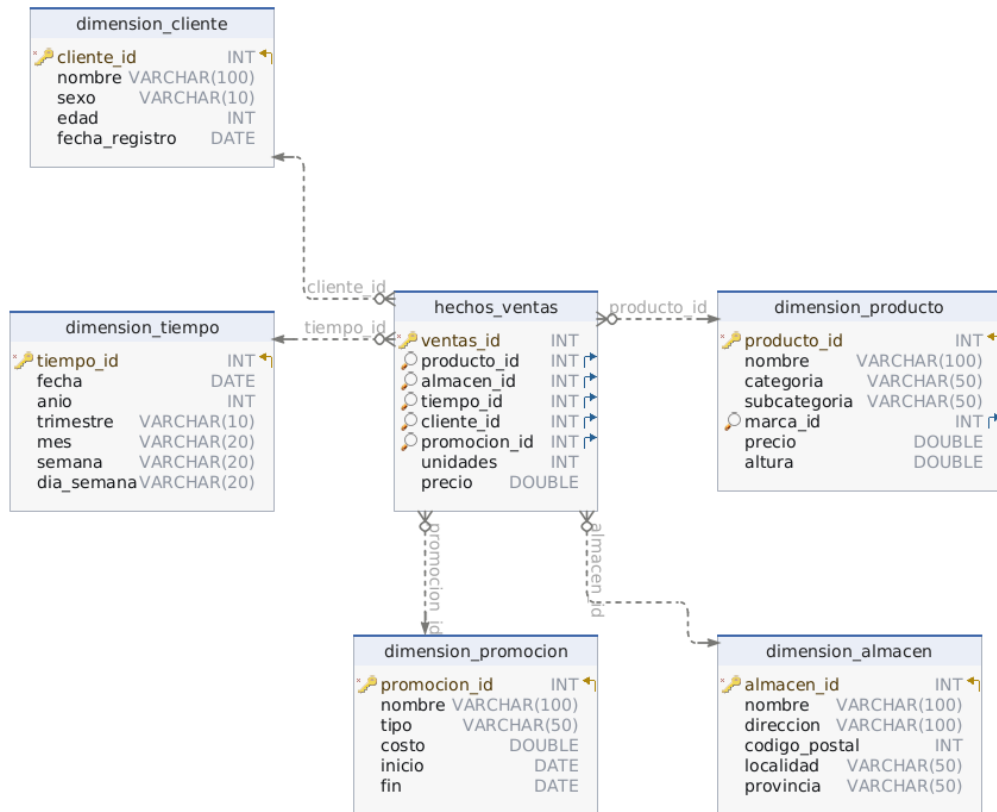 dimension_cliente
cliente_id INT
nombre VARCHAR(100)
sexo VARCHAR(10)
edad INT
fecha_registro DATE
cliente_id
tiempo_id
producto_id
dimension_tiempo
tiempo_id INT
fecha DATE
anio INT
trimestre VARCHAR(10)
mes VARCHAR(20)
semana VARCHAR(20)
dia_semana VARCHAR(20)
hechos_ventas
ventas_id INT
producto_id INT
almacen_id INT
tiempo_id INT
cliente_id INT
promocion_id INT
unidades INT
precio DOUBLE
dimension_producto
producto_id INT
nombre VARCHAR(100)
categoria VARCHAR(50)
subcategoria VARCHAR(50)
marca_id INT
precio DOUBLE
altura DOUBLE
promocion_id
almacen_id
dimension_promocion
promocion_id INT
nombre VARCHAR(100)
tipo VARCHAR(50)
costo DOUBLE
inicio DATE
fin DATE
dimension_almacen
almacen_id INT
nombre VARCHAR(100)
direccion VARCHAR(100)
codigo_postal INT
localidad VARCHAR(50)
provincia VARCHAR(50)